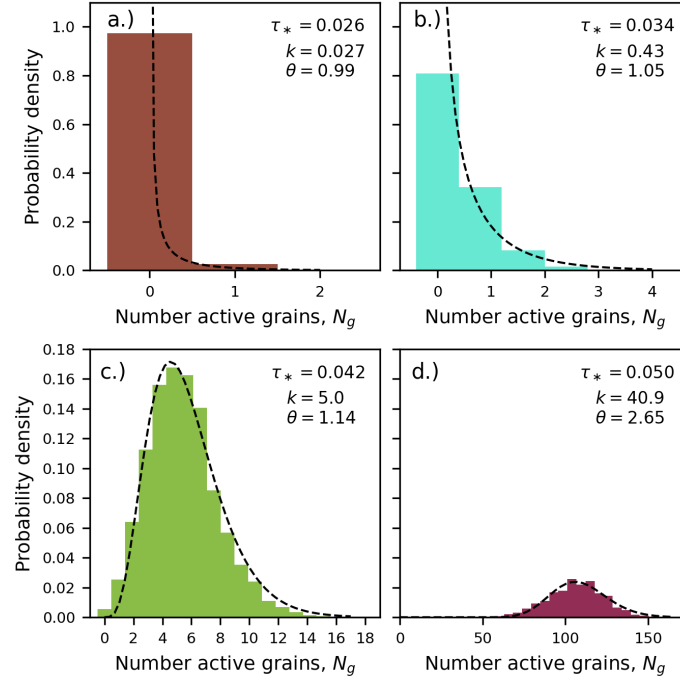 a.)
τ* = 0.026
k = 0.027
θ = 0.99
Probability density
1.0
0.8
0.6
0.4
0.2
0.0
0 1 2
Number active grains, Ng
b.)
τ* = 0.034
k = 0.43
θ = 1.05
0 1 2 3 4
Number active grains, Ng
c.)
τ* = 0.042
k = 5.0
θ = 1.14
Probability density
0.18
0.16
0.14
0.12
0.10
0.08
0.06
0.04
0.02
0.00
0 2 4 6 8 10 12 14 16 18
Number active grains, Ng
d.)
τ* = 0.050
k = 40.9
θ = 2.65
0 50 100 150
Number active grains, Ng